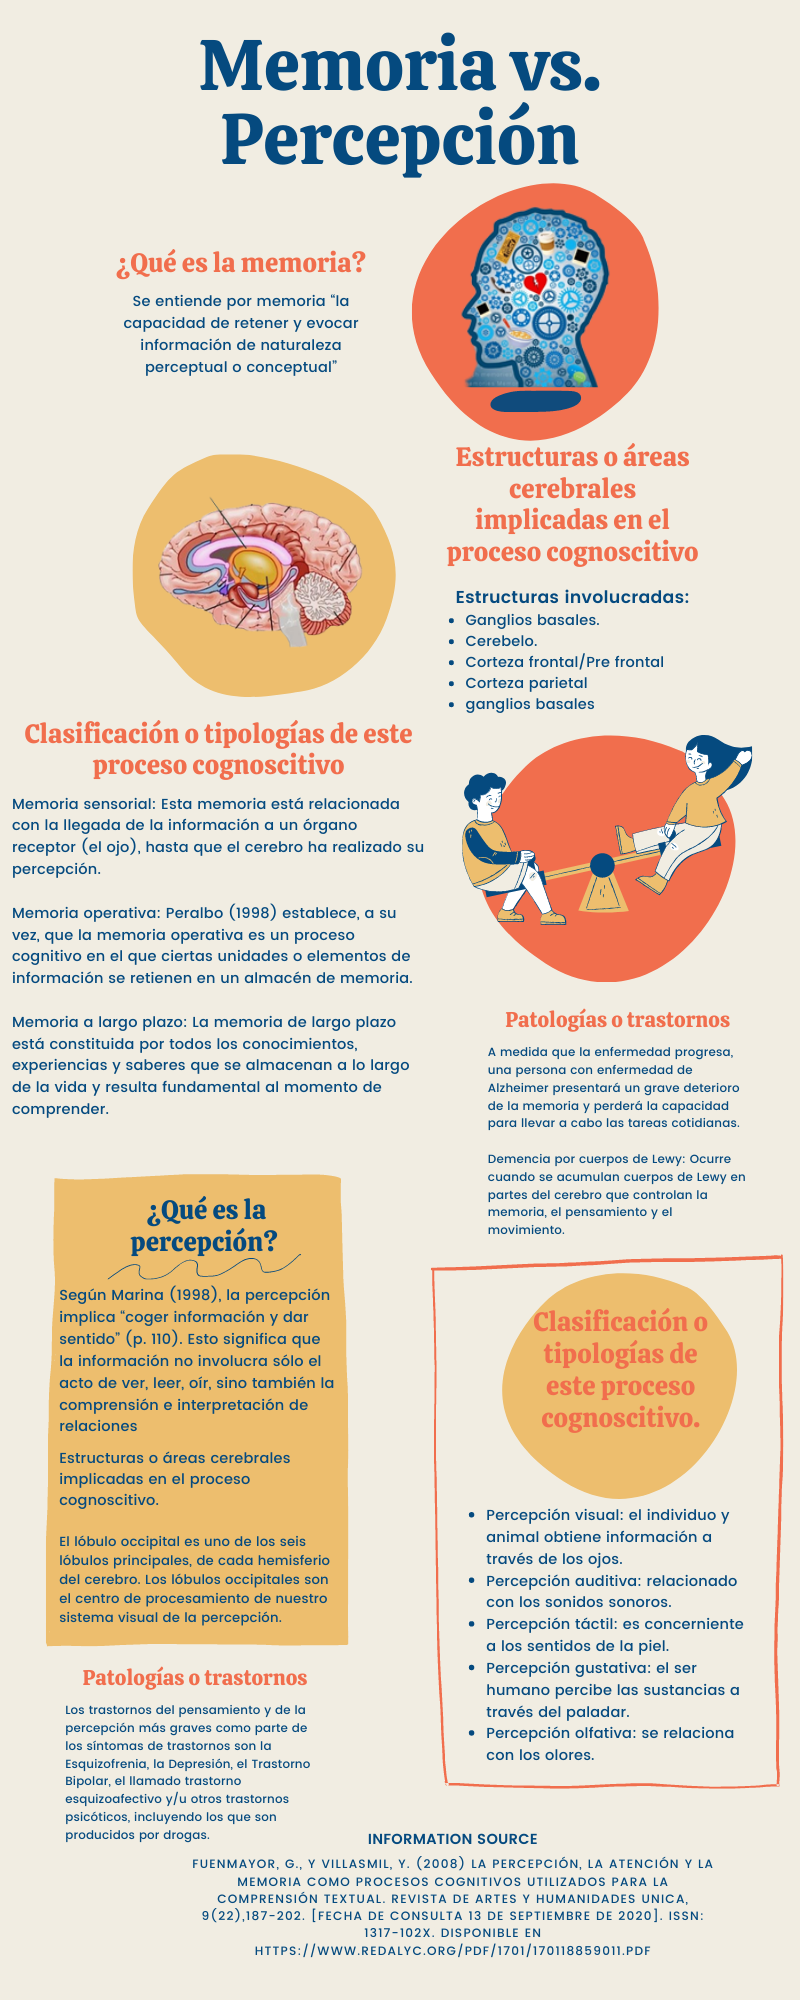 Memoria vs.
Percepción
¿Qué es la memoria?
Se entiende por memoria “la
capacidad de retener y evocar
información de naturaleza
perceptual o conceptual”
Estructuras o áreas
cerebrales
implicadas en el
proceso cognoscitivo
Estructuras involucradas:
• Ganglios basales.
• Cerebelo.
• Corteza frontal/Pre frontal
• Corteza parietal
• ganglios basales
Clasificación o tipologías de este
proceso cognoscitivo
Memoria sensorial: Esta memoria está relacionada
con la llegada de la información a un órgano
receptor (el ojo), hasta que el cerebro ha realizado su
percepción.
Memoria operativa: Peralbo (1998) establece, a su
vez, que la memoria operativa es un proceso
cognitivo en el que ciertas unidades o elementos de
información se retienen en un almacén de memoria.
Memoria a largo plazo: La memoria de largo plazo
está constituida por todos los conocimientos,
experiencias y saberes que se almacenan a lo largo
de la vida y resulta fundamental al momento de
comprender.
Patologías o trastornos
A medida que la enfermedad progresa,
una persona con enfermedad de
Alzheimer presentará un grave deterioro
de la memoria y perderá la capacidad
para llevar a cabo las tareas cotidianas.
Demencia por cuerpos de Lewy: Ocurre
cuando se acumulan cuerpos de Lewy en
partes del cerebro que controlan la
memoria, el pensamiento y el
movimiento.
¿Qué es la
percepción?
Según Marina (1998), la percepción
implica “coger información y dar
sentido” (p. 110). Esto significa que
la información no involucra sólo el
acto de ver, leer, oír, sino también la
comprensión e interpretación de
relaciones
Estructuras o áreas cerebrales
implicadas en el proceso
cognoscitivo.
El lóbulo occipital es uno de los seis
lóbulos principales, de cada hemisferio
del cerebro. Los lóbulos occipitales son
el centro de procesamiento de nuestro
sistema visual de la percepción.
Clasificación o
tipologías de
este proceso
cognoscitivo.
• Percepción visual: el individuo y
animal obtiene información a
través de los ojos.
• Percepción auditiva: relacionado
con los sonidos sonoros.
• Percepción táctil: es concerniente
a los sentidos de la piel.
• Percepción gustativa: el ser
humano percibe las sustancias a
través del paladar.
• Percepción olfativa: se relaciona
con los olores.
Patologías o trastornos
Los trastornos del pensamiento y de la
percepción más graves como parte de
los síntomas de trastornos son la
Esquizofrenia, la Depresión, el Trastorno
Bipolar, el llamado trastorno
esquizoafectivo y/u otros trastornos
psicóticos, incluyendo los que son
producidos por drogas.
INFORMATION SOURCE
FUENMAYOR, G., Y VILLASMIL, Y. (2008) LA PERCEPCIÓN, LA ATENCIÓN Y LA
MEMORIA COMO PROCESOS COGNITIVOS UTILIZADOS PARA LA
COMPRENSIÓN TEXTUAL. REVISTA DE ARTES Y HUMANIDADES UNICA,
9(22),187-202. [FECHA DE CONSULTA 13 DE SEPTIEMBRE DE 2020]. ISSN:
1317-102X. DISPONIBLE EN
HTTPS://WWW.REDALYC.ORG/PDF/1701/170118859011.PDF